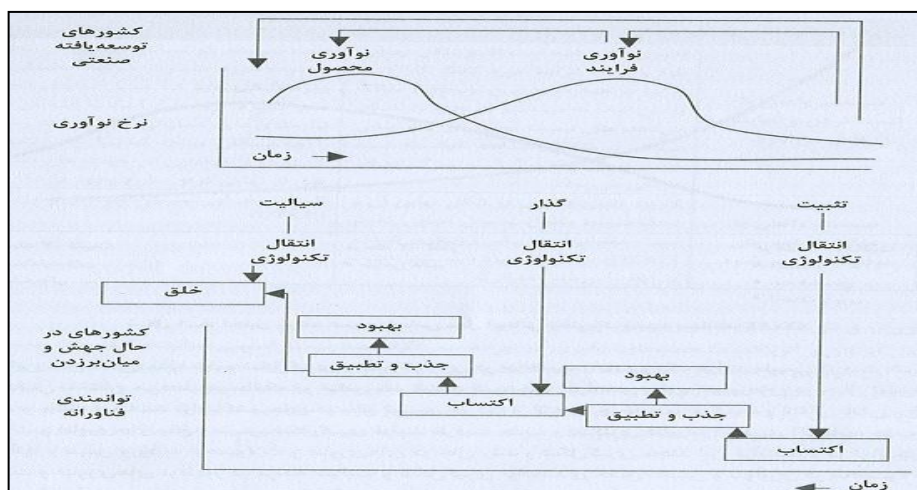 کشورهای
توسعه‌یافته
صنعتی
نوآوری
محصول
نوآوری
فرایند
نرخ نوآوری
زمان
سیالیت
گذار
تثبیت
انتقال
تکنولوژی
انتقال
تکنولوژی
انتقال
تکنولوژی
خلق
کشورهای در
حال جهش و
میان‌برزدن
بهبود
جذب و تطبیق
اکتساب
بهبود
جذب و تطبیق
اکتساب
توانمندی
فناورانه
زمان